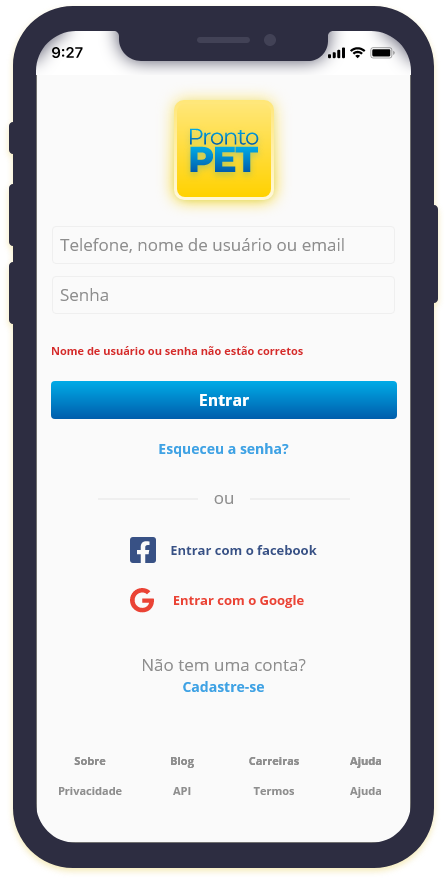 9:27
Pronto
PET
Telefone, nome de usuário ou email
Senha
Nome de usuário ou senha não estão corretos
Entrar
Esqueceu a senha?
ou
Entrar com o facebook
Entrar com o Google
Não tem uma conta?
Cadastre-se
Sobre Blog Carreiras Ajuda
Privacidade API Termos Ajuda